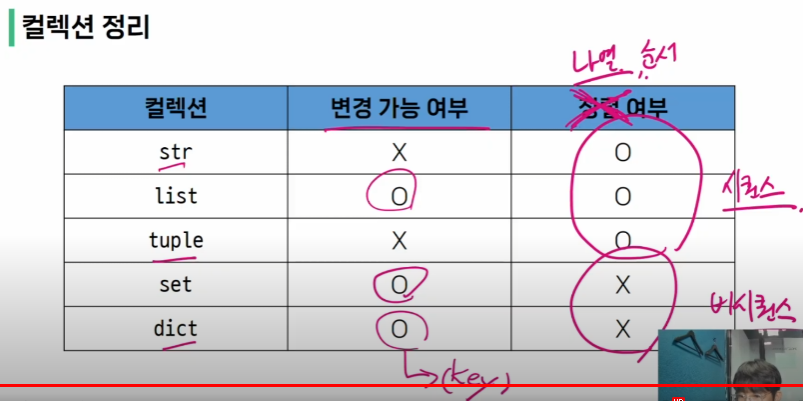 컬렉션 정리
나열, 순서
컬렉션 변경 가능 여부 정렬 여부
str X O
list O O
tuple X O
set O X
dict O X
시퀀스
비시퀀스
(key)